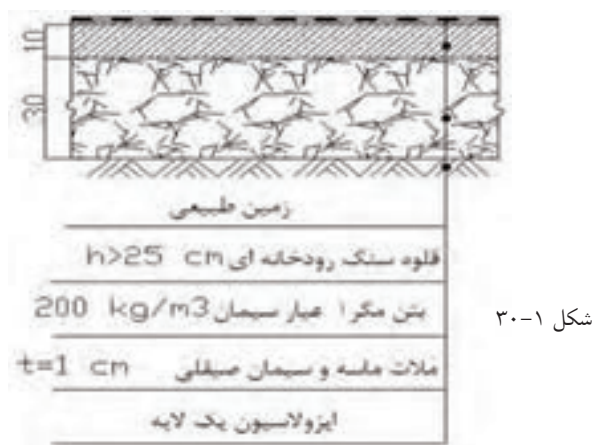 10
30
زمین طبیعی
قلوه سنگ رودخانه ای h>25 cm
بتن مگر ا عیار سیمان 200 kg/m3
ملات ماسه و سیمان صیقلی t=1 cm
ایزولاسیون یک لایه
شکل ۱-۳۰